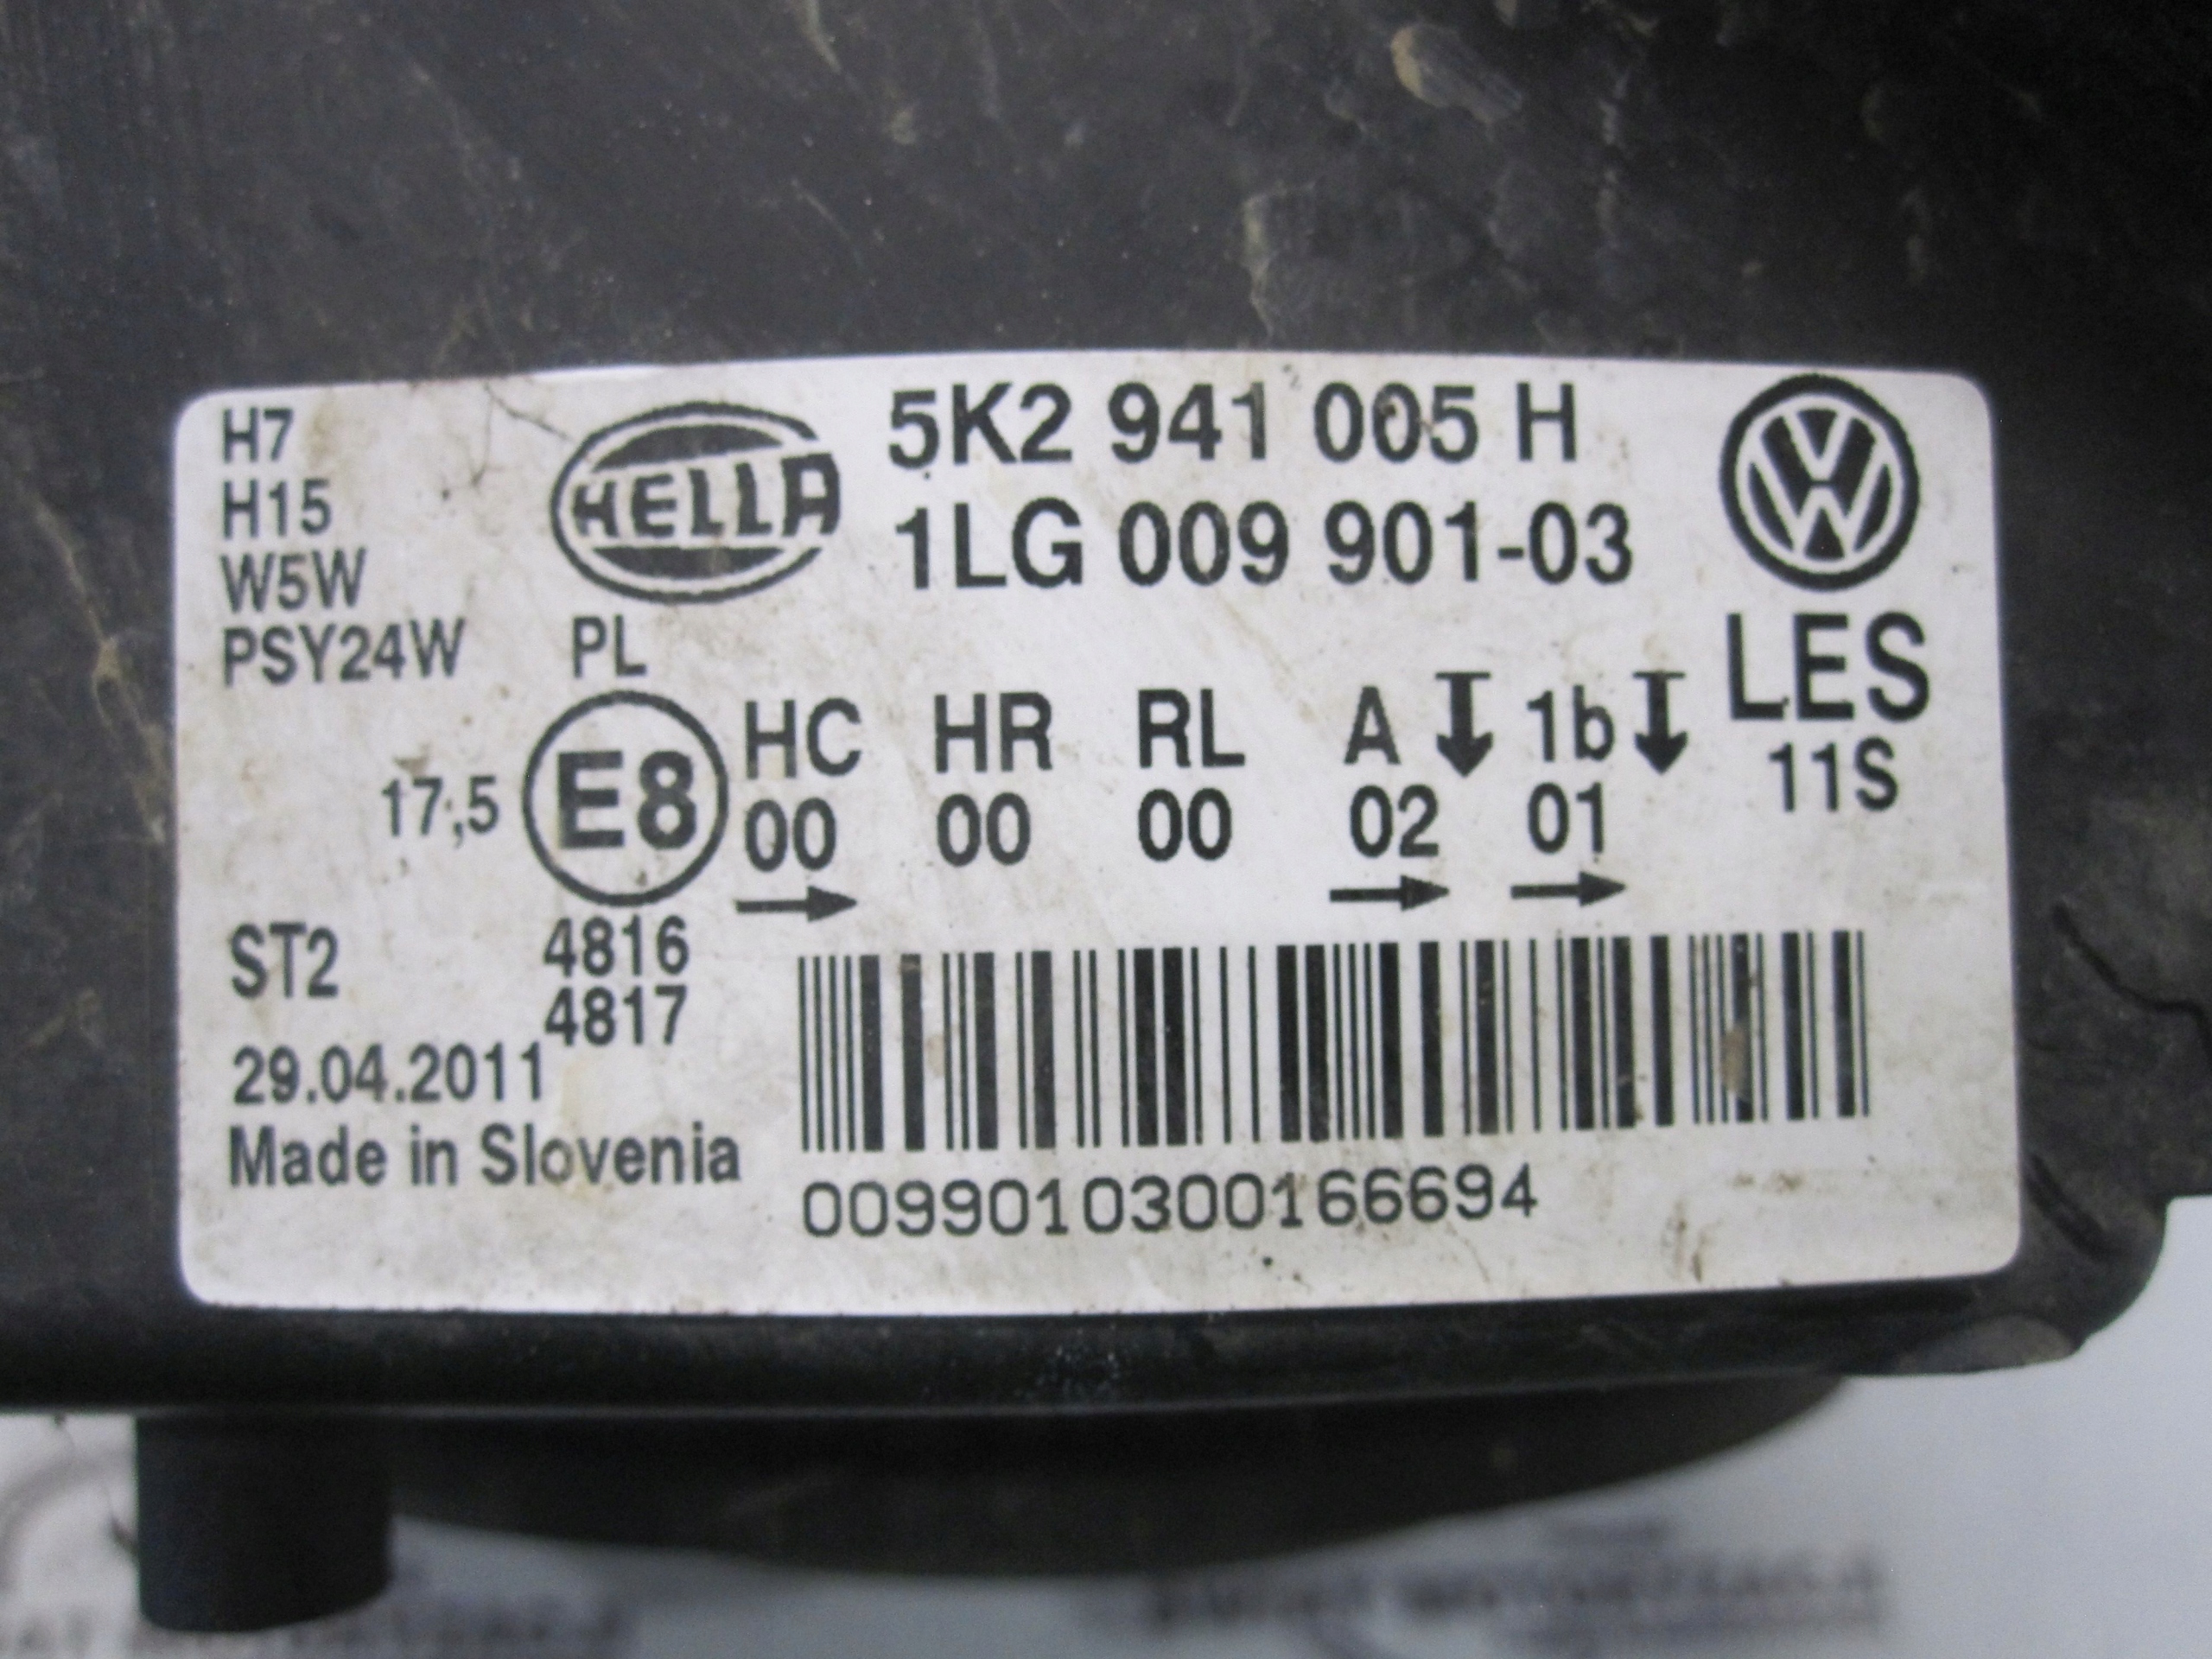 H7
H15
W5W
PSY24W
HELLA
5K2 941 005 H
1LG 009 901-03
PL
LES
11S
17,5 E8
HC HR RL A 1b
00 00 00 02 01
ST2
4816
4817
29.04.2011
Made in Slovenia
0099010300166694